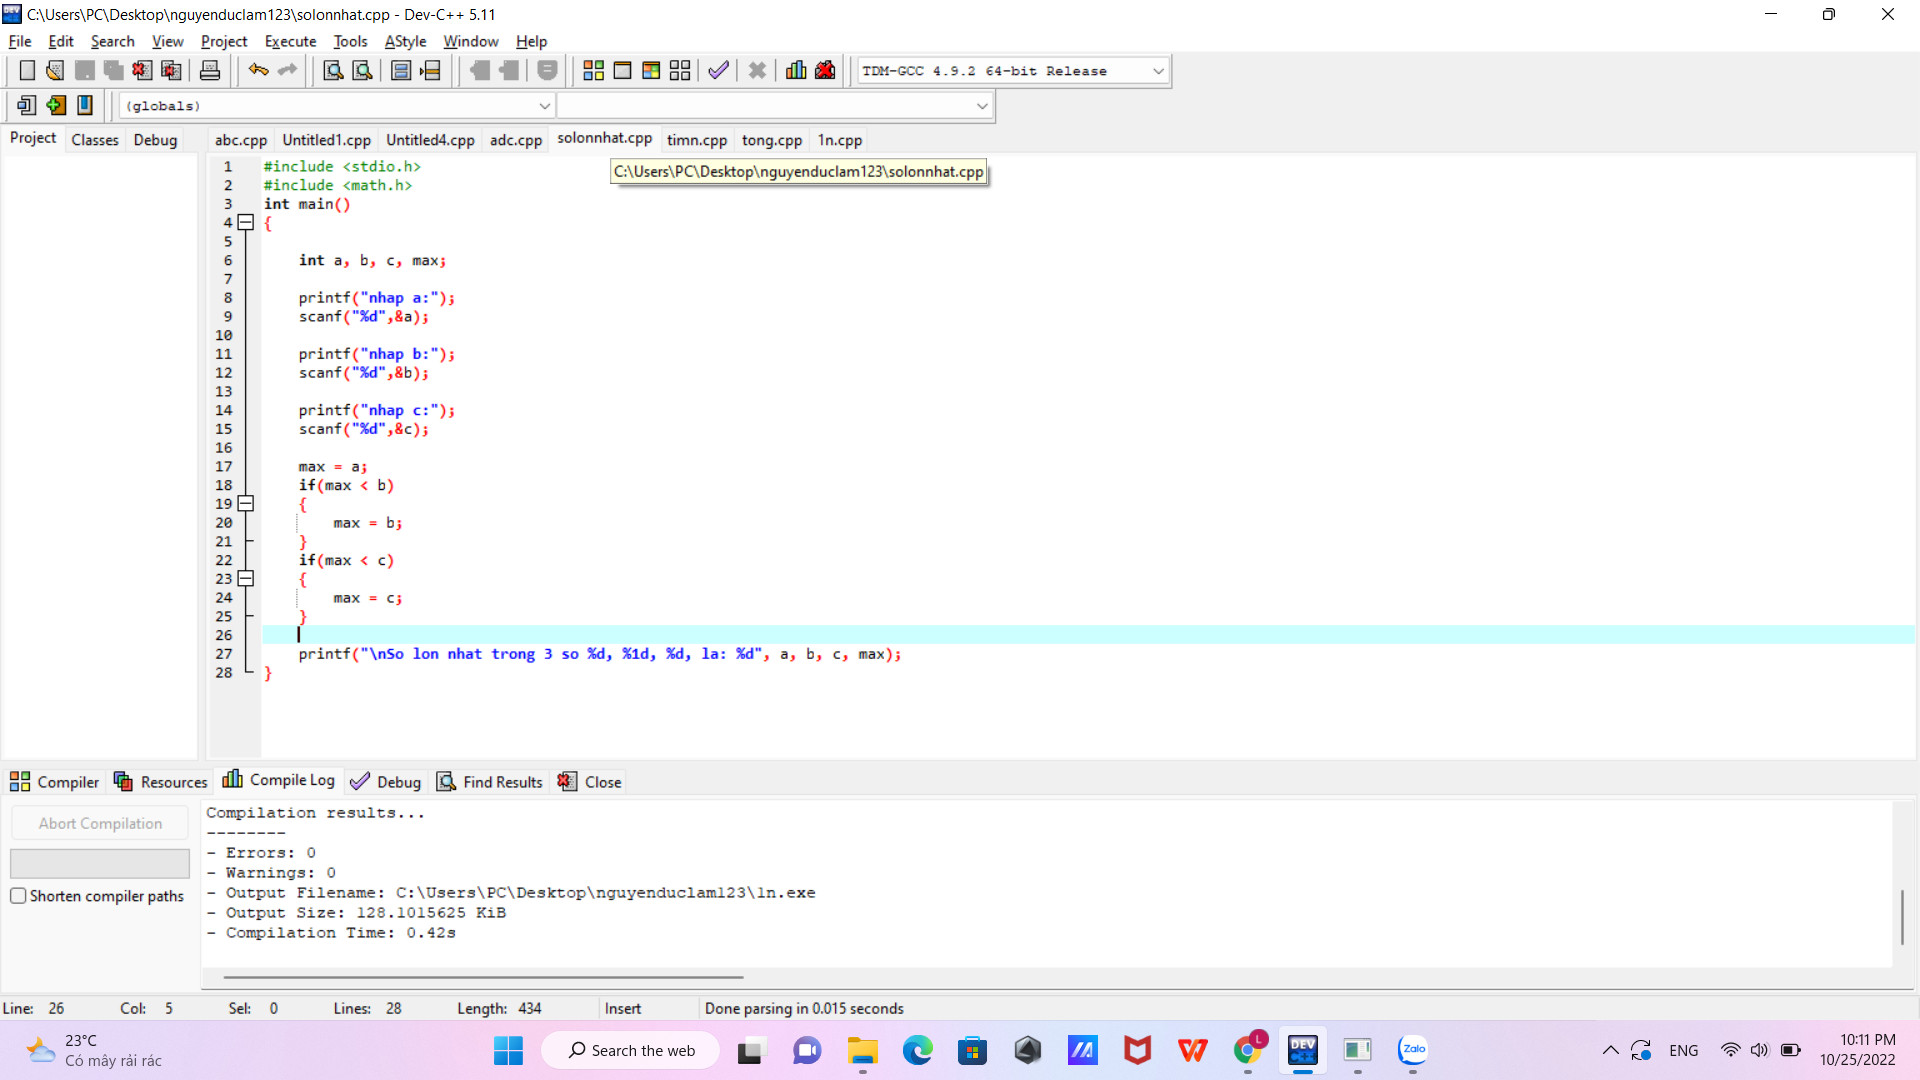 C:\Users\PC\Desktop\nguyenduclam123\solonnhat.cpp - Dev-C++ 5.11
File Edit Search View Project Execute Tools AStyle Window Help
TDM-GCC 4.9.2 64-bit Release
(globals)
Project Classes Debug abc.cpp Untitled1.cpp Untitled4.cpp adc.cpp solonnhat.cpp timn.cpp tong.cpp 1n.cpp
C:\Users\PC\Desktop\nguyenduclam123\solonnhat.cpp
1 #include <stdio.h>
2 #include <math.h>
3 int main()
4 {
5
6 int a, b, c, max;
7
8 printf("nhap a:");
9 scanf("%d",&a);
10
11 printf("nhap b:");
12 scanf("%d",&b);
13
14 printf("nhap c:");
15 scanf("%d",&c);
16
17 max = a;
18 if(max < b)
19 {
20 max = b;
21 }
22 if(max < c)
23 {
24 max = c;
25 }
26
27 printf("\nSo lon nhat trong 3 so %d, %1d, %d, la: %d", a, b, c, max);
28 }
Compiler Resources Compile Log Debug Find Results Close
Abort Compilation
Shorten compiler paths
Compilation results...
--------
- Errors: 0
- Warnings: 0
- Output Filename: C:\Users\PC\Desktop\nguyenduclam123\1n.exe
- Output Size: 128.1015625 KiB
- Compilation Time: 0.42s
Line: 26 Col: 5 Sel: 0 Lines: 28 Length: 434 Insert Done parsing in 0.015 seconds
23°C
Có mây rải rác
Search the web
L
DEV C++
Zalo
ENG
10:11 PM
10/25/2022